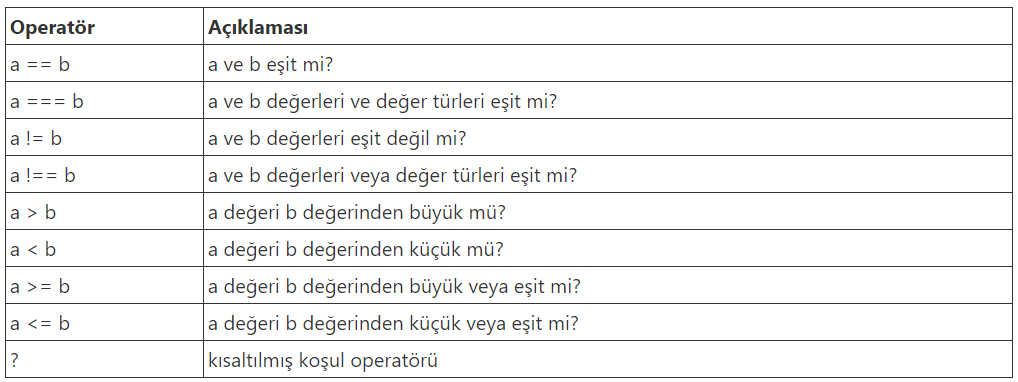 Operatör Açıklaması
a == b a ve b eşit mi?
a === b a ve b değerleri ve değer türleri eşit mi?
a != b a ve b değerleri eşit değil mi?
a !== b a ve b değerleri veya değer türleri eşit mi?
a > b a değeri b değerinden büyük mü?
a < b a değeri b değerinden küçük mü?
a >= b a değeri b değerinden büyük veya eşit mi?
a <= b a değeri b değerinden küçük veya eşit mi?
? kısaltılmış koşul operatörü